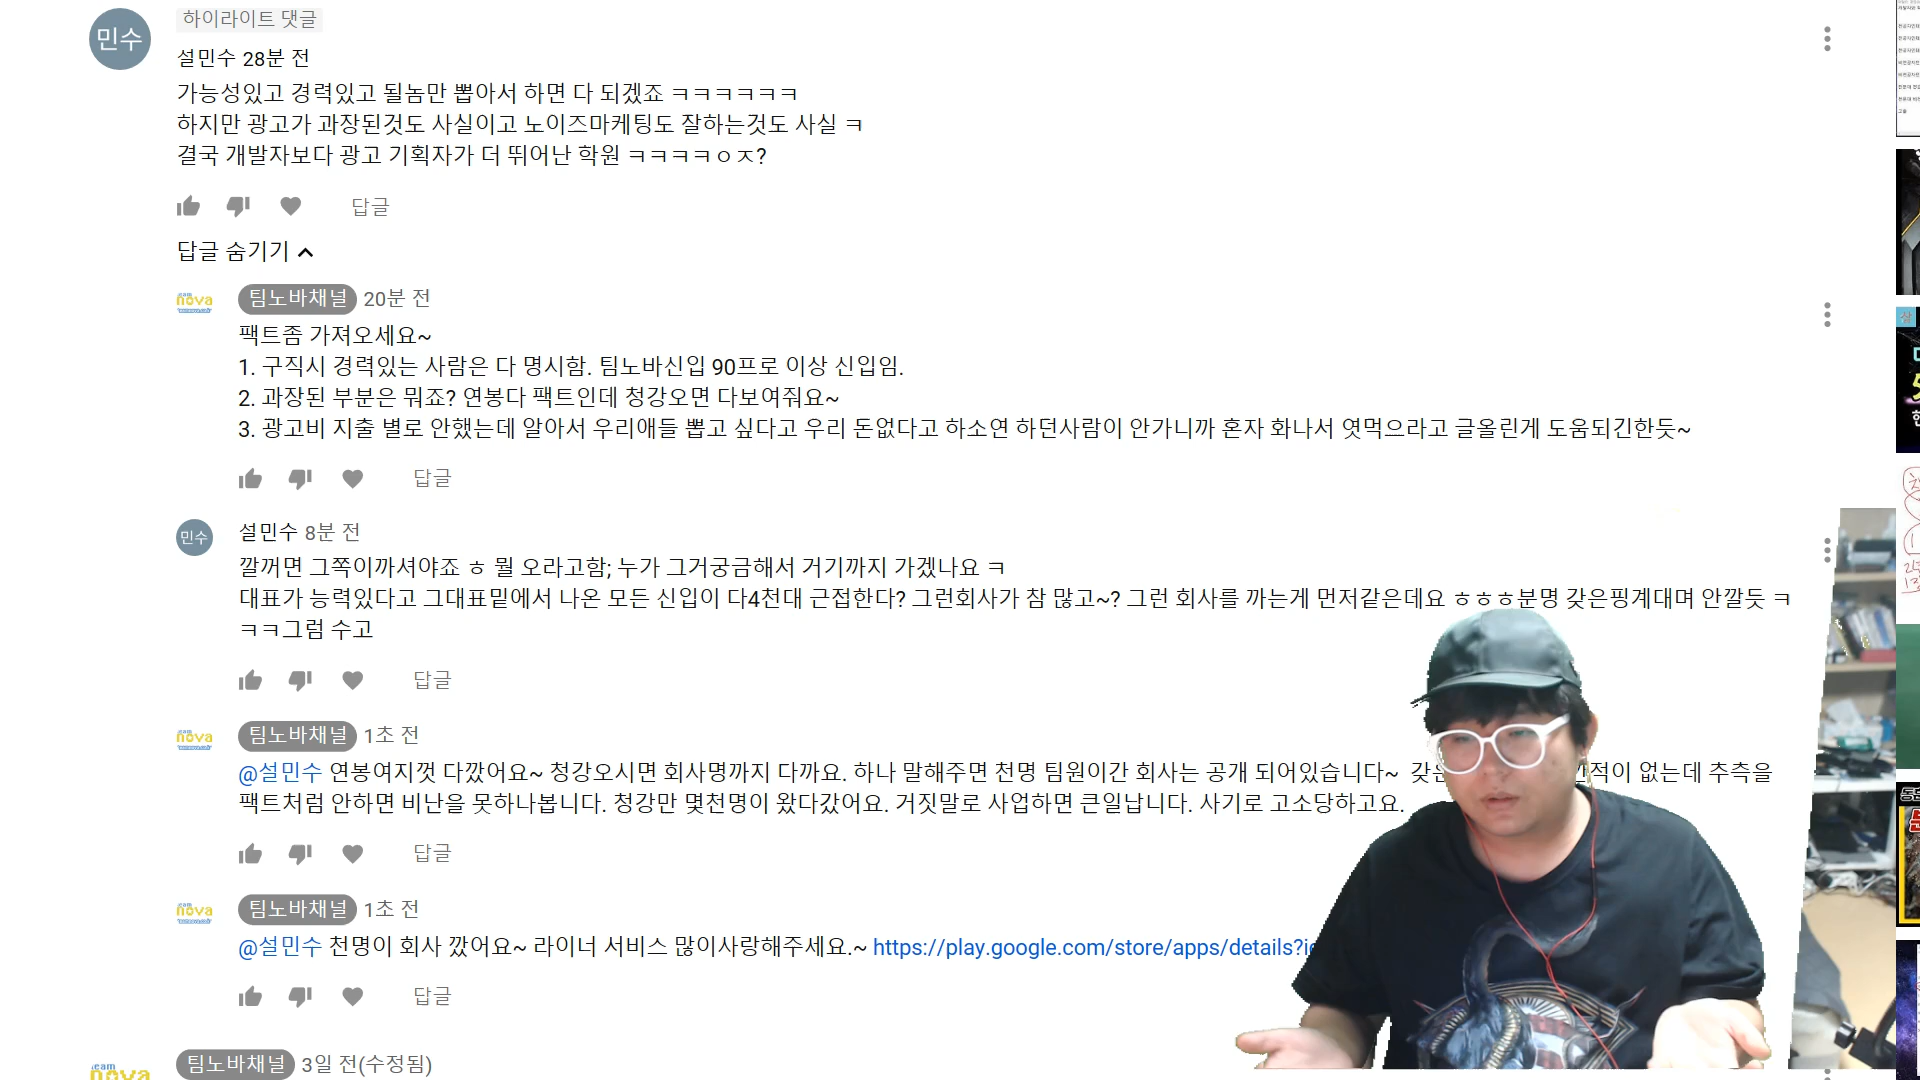 하이라이트 댓글
민수
설민수 28분 전
가능성있고 경력있고 될놈만 뽑아서 하면 다 되겠죠 ㅋㅋㅋㅋㅋㅋ
하지만 광고가 과장된것도 사실이고 노이즈마케팅도 잘하는것도 사실 ㅋ
결국 개발자보다 광고 기획자가 더 뛰어난 학원 ㅋㅋㅋㅋㅇㅈ?
답글
답글 숨기기
nova
팀노바채널 20분 전
팩트좀 가져오세요~
1. 구직시 경력있는 사람은 다 명시함. 팀노바신입 90프로 이상 신입임.
2. 과장된 부분은 뭐죠? 연봉다 팩트인데 청강오면 다보여줘요~
3. 광고비 지출 별로 안했는데 알아서 우리애들 뽑고 싶다고 우리 돈없다고 하소연 하던사람이 안가니까 혼자 화나서 엿먹으라고 글올린게 도움되긴한듯~
답글
민수
설민수 8분 전
깔꺼면 그쪽이까셔야죠 ㅎ 뭘 오라고함; 누가 그거궁금해서 거기까지 가겠나요 ㅋ
대표가 능력있다고 그대표밑에서 나온 모든 신입이 다4천대 근접한다? 그런회사가 참 많고~? 그런 회사를 까는게 먼저같은데요 ㅎㅎㅎ분명 갖은핑계대며 안깔듯 ㅋ
ㅋㅋ그럼 수고
답글
nova
팀노바채널 1초 전
@설민수 연봉여지껏 다깠어요~ 청강오시면 회사명까지 다까요. 하나 말해주면 천명 팀원이간 회사는 공개 되어있습니다~ 갖은 적이 없는데 추측을
팩트처럼 안하면 비난을 못하나봅니다. 청강만 몇천명이 왔다갔어요. 거짓말로 사업하면 큰일납니다. 사기로 고소당하고요.
답글
nova
팀노바채널 1초 전
@설민수 천명이 회사 깠어요~ 라이너 서비스 많이사랑해주세요.~ https://play.google.com/store/apps/details?i
답글
team
nova
팀노바채널 3일 전(수정됨)